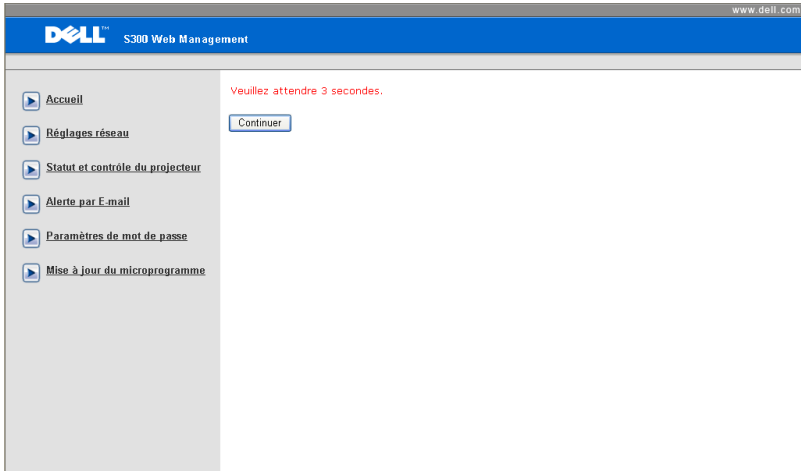 www.dell.com
DELL™ S300 Web Management
Veuillez attendre 3 secondes.
Continuer
Accueil
Réglages réseau
Statut et contrôle du projecteur
Alerte par E-mail
Paramètres de mot de passe
Mise à jour du microprogramme